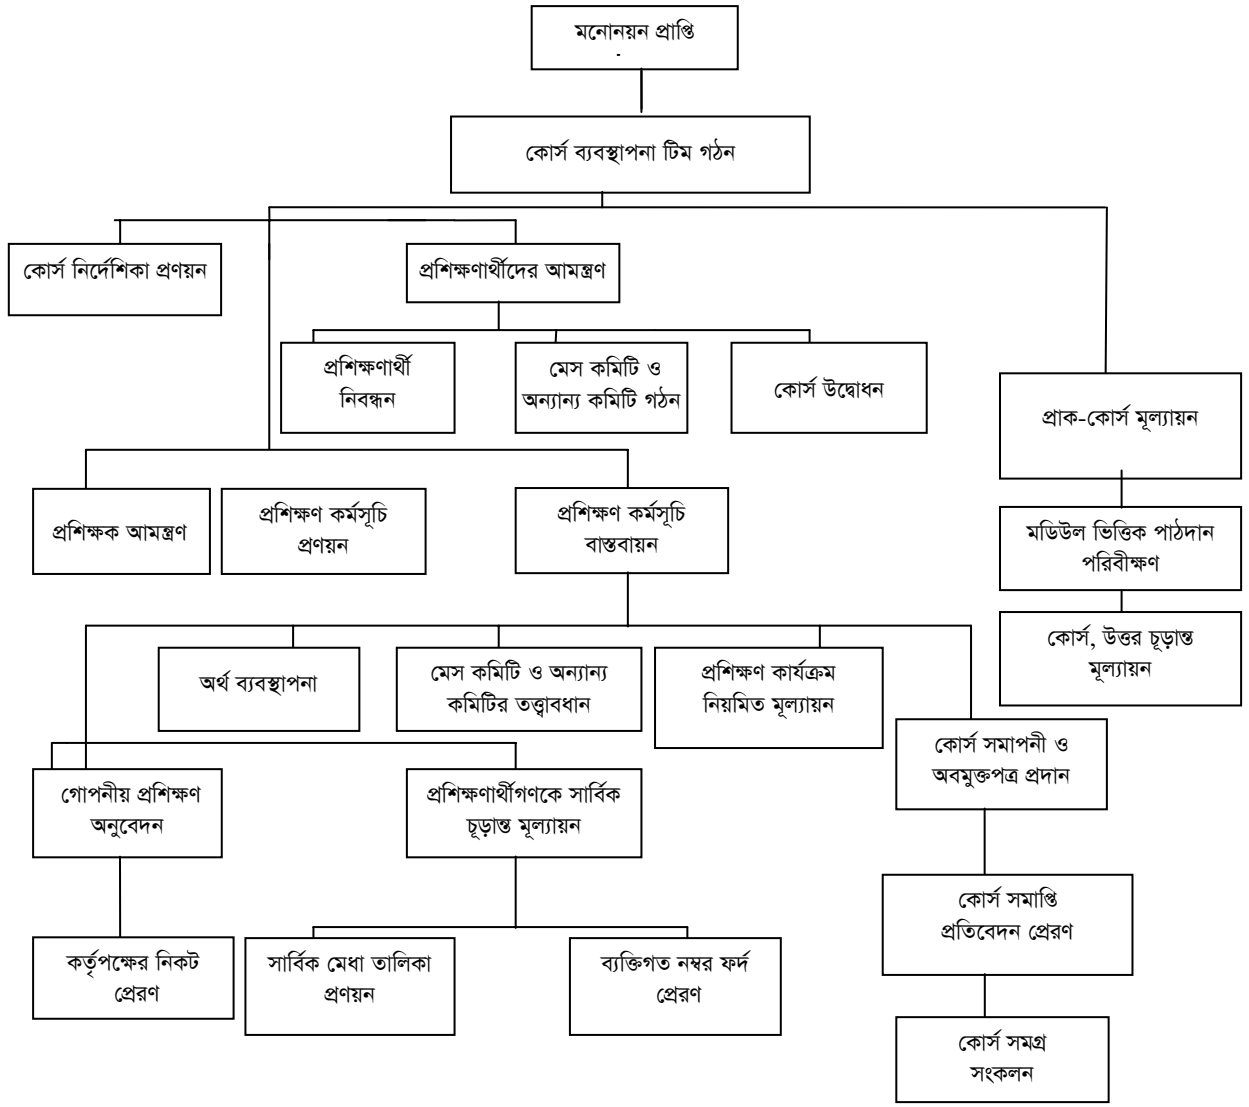 মনোনয়ন প্রাপ্তি
কোর্স ব্যবস্থাপনা টিম গঠন
কোর্স নির্দেশিকা প্রণয়ন
প্রশিক্ষণার্থীদের আমন্ত্রণ
প্রশিক্ষণার্থী
নিবন্ধন
মেস কমিটি ও
অন্যান্য কমিটি গঠন
কোর্স উদ্বোধন
প্রাক-কোর্স মূল্যায়ন
প্রশিক্ষক আমন্ত্রণ
প্রশিক্ষণ কর্মসূচি
প্রণয়ন
প্রশিক্ষণ কর্মসূচি
বাস্তবায়ন
মডিউল ভিত্তিক পাঠদান
পরিবীক্ষণ
কোর্স, উত্তর চূড়ান্ত
মূল্যায়ন
অর্থ ব্যবস্থাপনা
মেস কমিটি ও অন্যান্য
কমিটির তত্ত্বাবধান
প্রশিক্ষণ কার্যক্রম
নিয়মিত মূল্যায়ন
কোর্স সমাপনী ও
অবমুক্তপত্র প্রদান
গোপনীয় প্রশিক্ষণ
অনুবেদন
প্রশিক্ষণার্থীগণকে সার্বিক
চূড়ান্ত মূল্যায়ন
কোর্স সমাপ্তি
প্রতিবেদন প্রেরণ
কর্তৃপক্ষের নিকট
প্রেরণ
সার্বিক মেধা তালিকা
প্রণয়ন
ব্যক্তিগত নম্বর ফর্দ
প্রেরণ
কোর্স সমগ্র
সংকলন